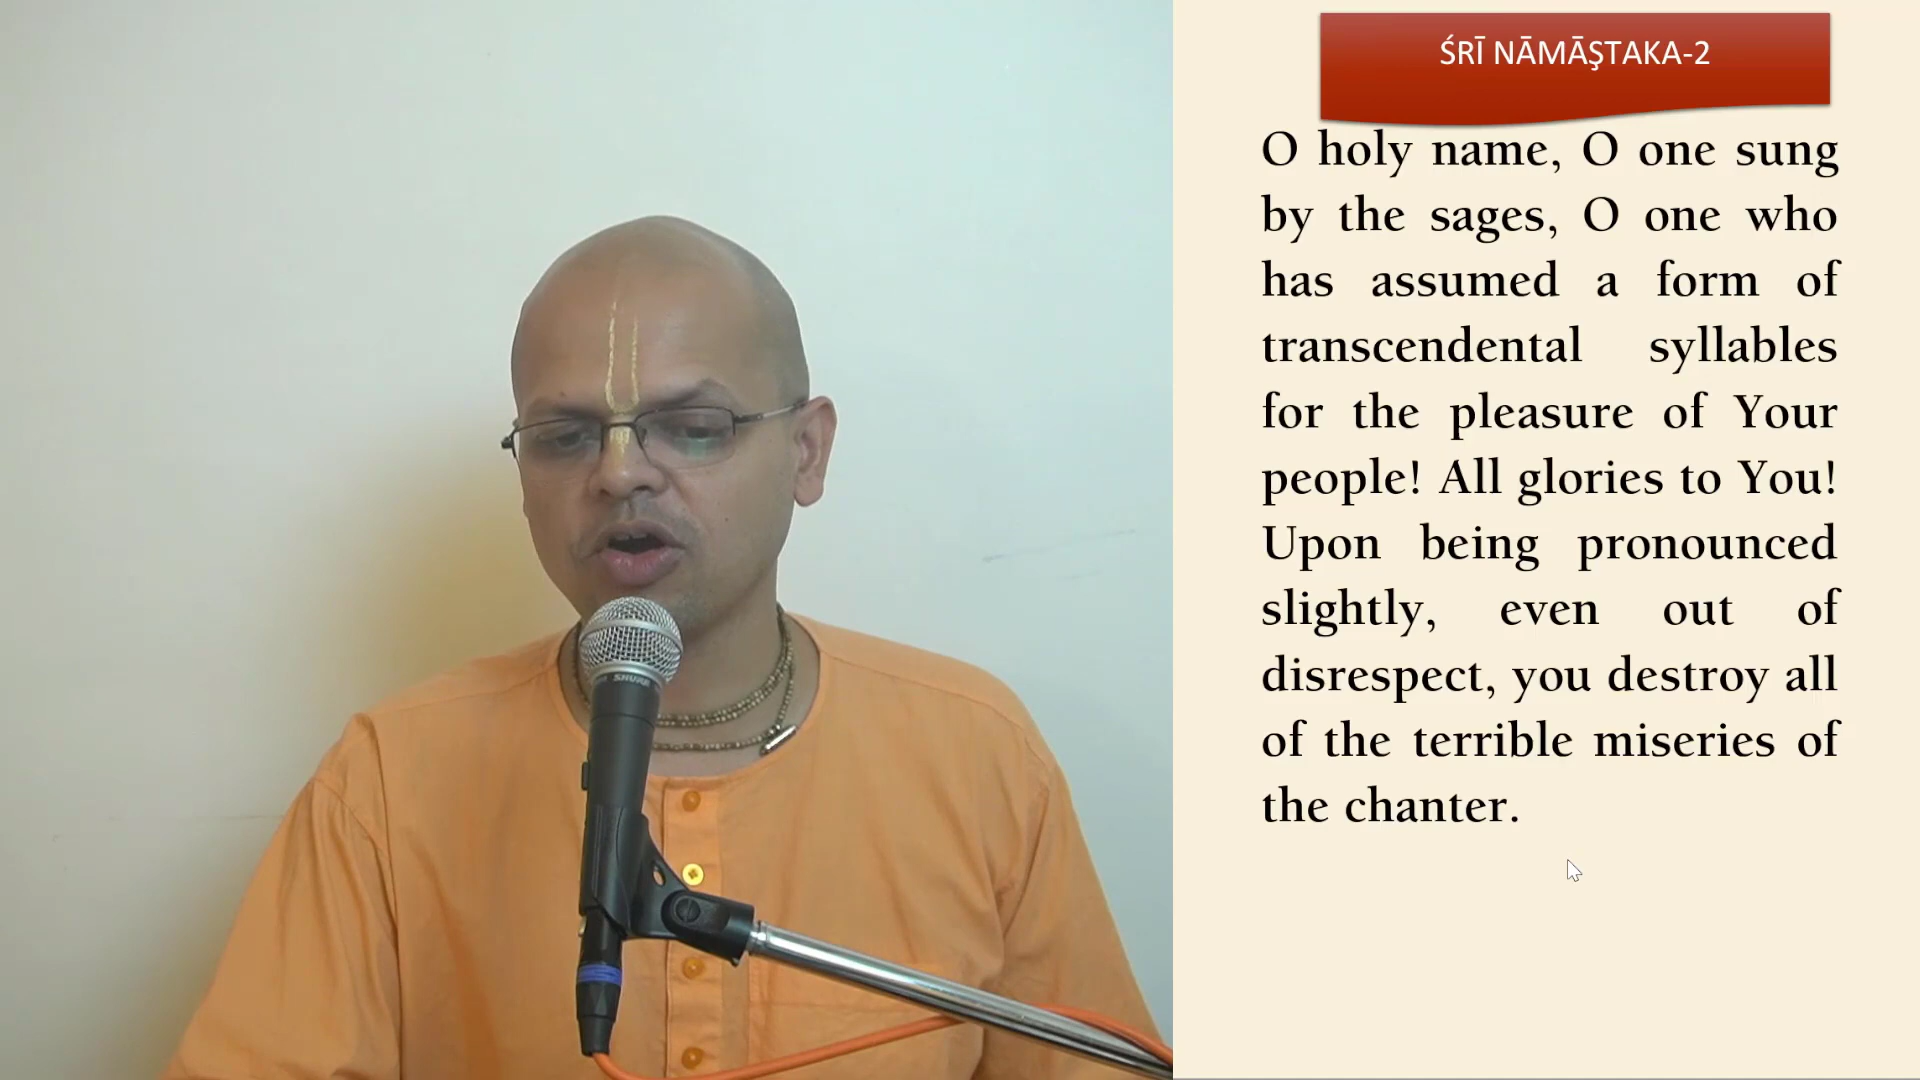 ŚRĪ NĀMĀŞTAKA-2
O holy name, O one sung
by the sages, O one who
has assumed a form of
transcendental syllables
for the pleasure of Your
people! All glories to You!
Upon being pronounced
slightly, even out of
disrespect, you destroy all
of the terrible miseries of
the chanter.
SHURE